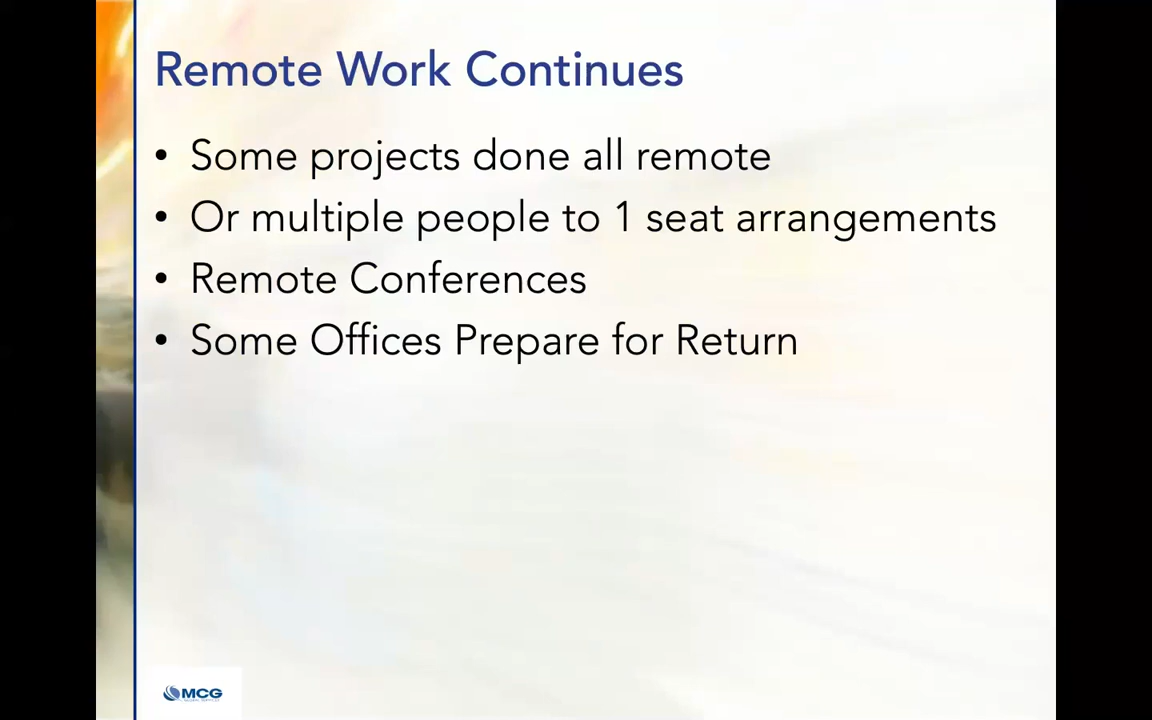 Remote Work Continues
• Some projects done all remote
• Or multiple people to 1 seat arrangements
• Remote Conferences
• Some Offices Prepare for Return
MCG